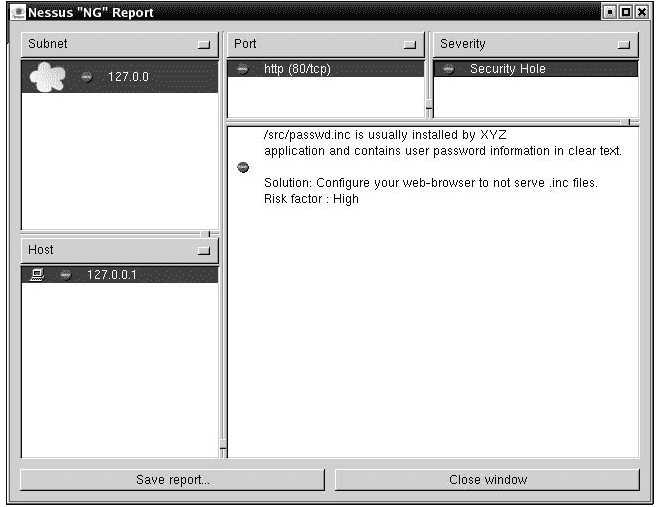 Nessus "NG" Report
Subnet
127.0.0
Host
127.0.0.1
Port
http (80/tcp)
Severity
Security Hole
/src/passwd.inc is usually installed by XYZ
application and contains user password information in clear text.
Solution: Configure your web-browser to not serve .inc files.
Risk factor : High
Save report...
Close window